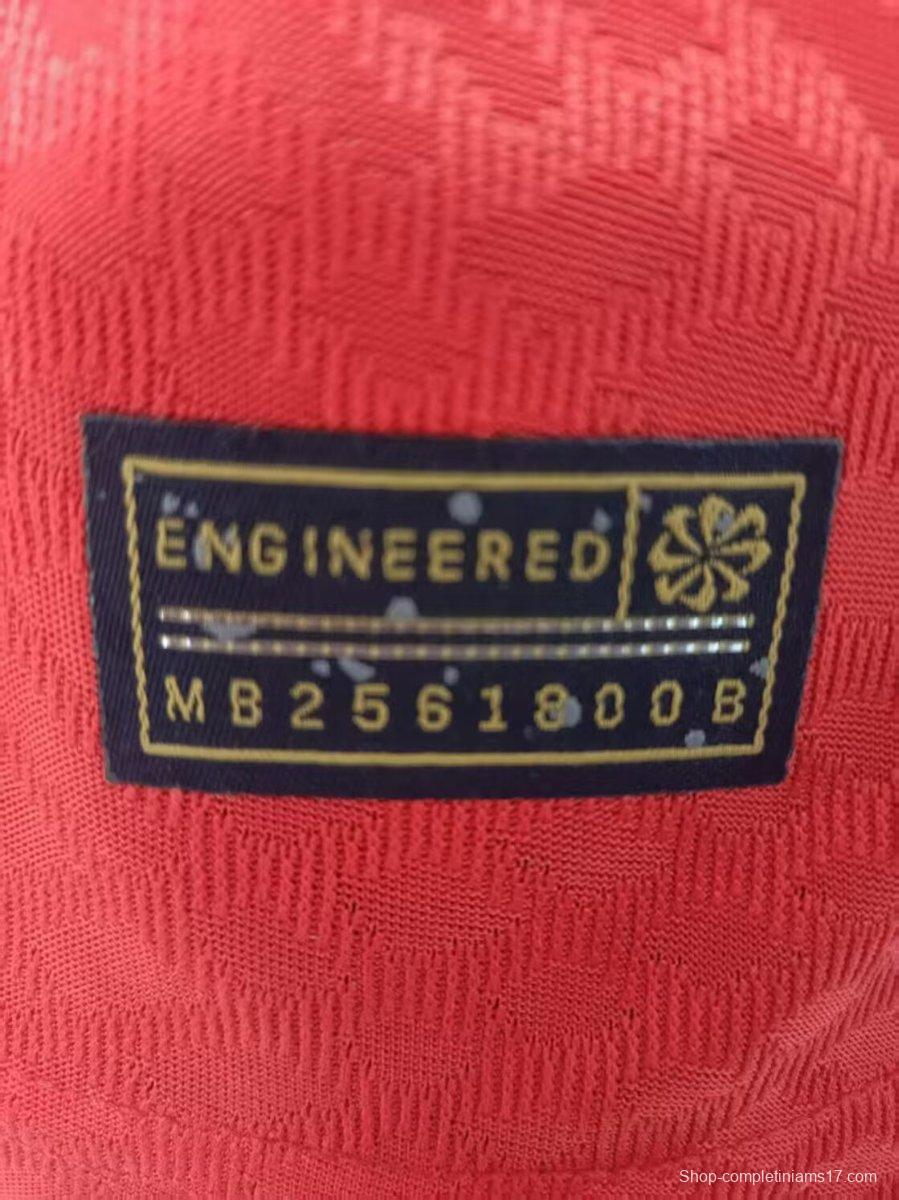 ENGINEERED
MB2561800B
Shop-completiniams17.com